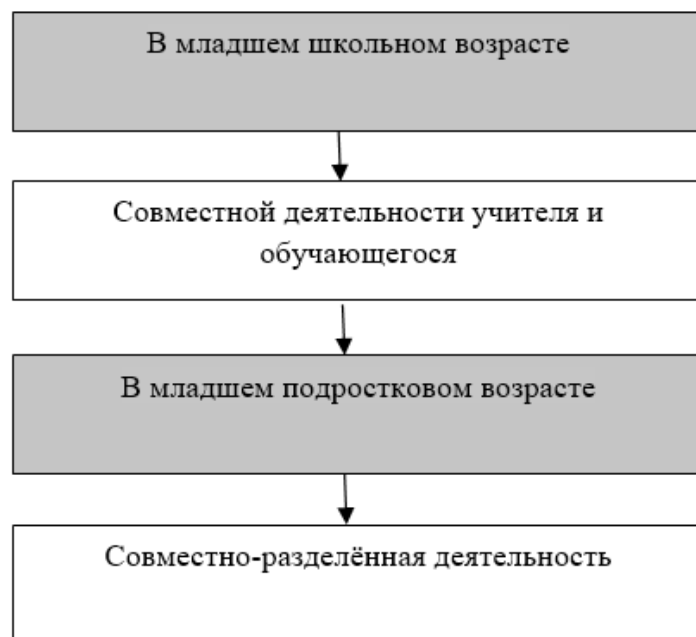 В младшем школьном возрасте
Совместной деятельности учителя и
обучающегося
В младшем подростковом возрасте
Совместно-разделённая деятельность